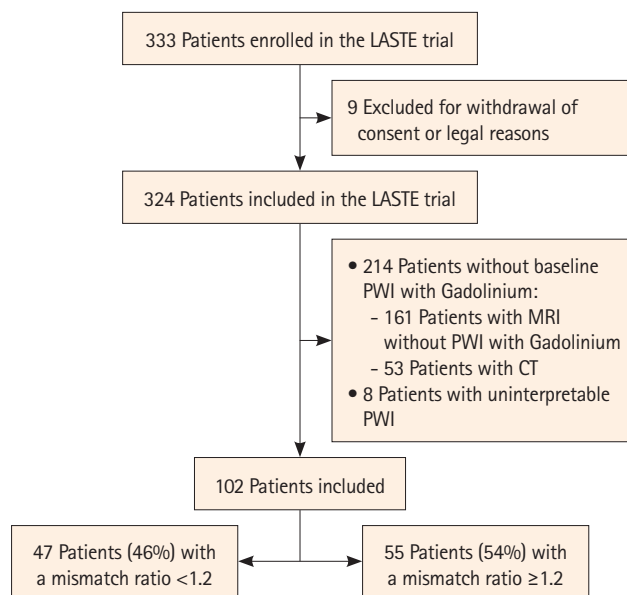 333 Patients enrolled in the LASTE trial
9 Excluded for withdrawal of
consent or legal reasons
324 Patients included in the LASTE trial
• 214 Patients without baseline
PWI with Gadolinium:
- 161 Patients with MRI
without PWI with Gadolinium
- 53 Patients with CT
• 8 Patients with uninterpretable
PWI
102 Patients included
47 Patients (46%) with
a mismatch ratio <1.2
55 Patients (54%) with
a mismatch ratio ≥1.2